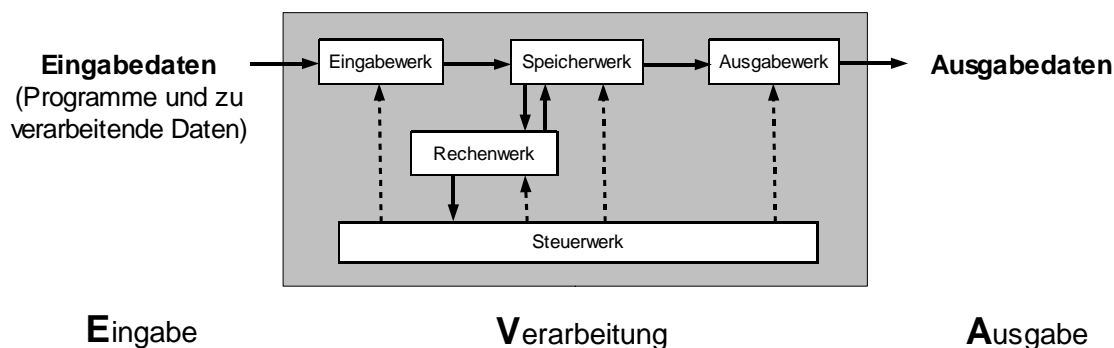 Eingabedaten
(Programme und zu
verarbeitende Daten)
Eingabewerk
Speicherwerk
Ausgabewerk
Ausgabedaten
Rechenwerk
Steuerwerk
Eingabe
Verarbeitung
Ausgabe